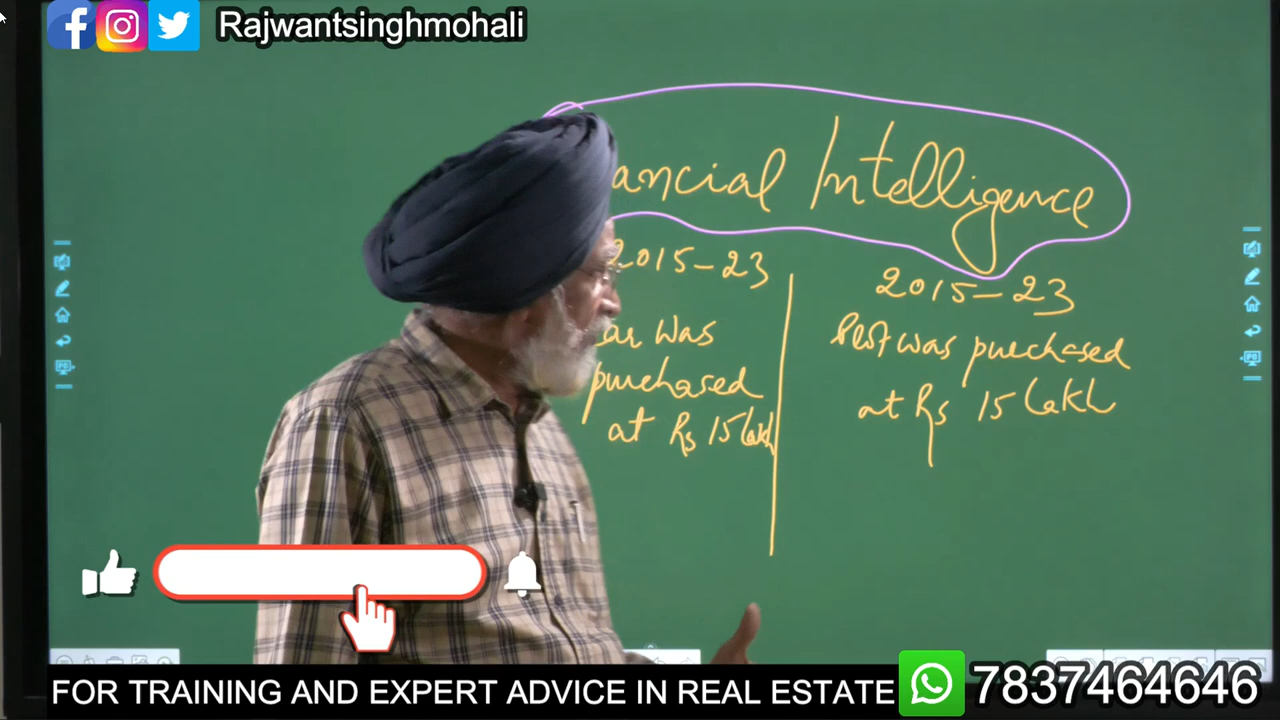 Rajwantsinghmohali
ancial Intelligence
2015-23
ar was
purchased
at Rs 15 lakh
2015-23
Plot was purchased
at Rs 15 lakh
FOR TRAINING AND EXPERT ADVICE IN REAL ESTATE 7837464646